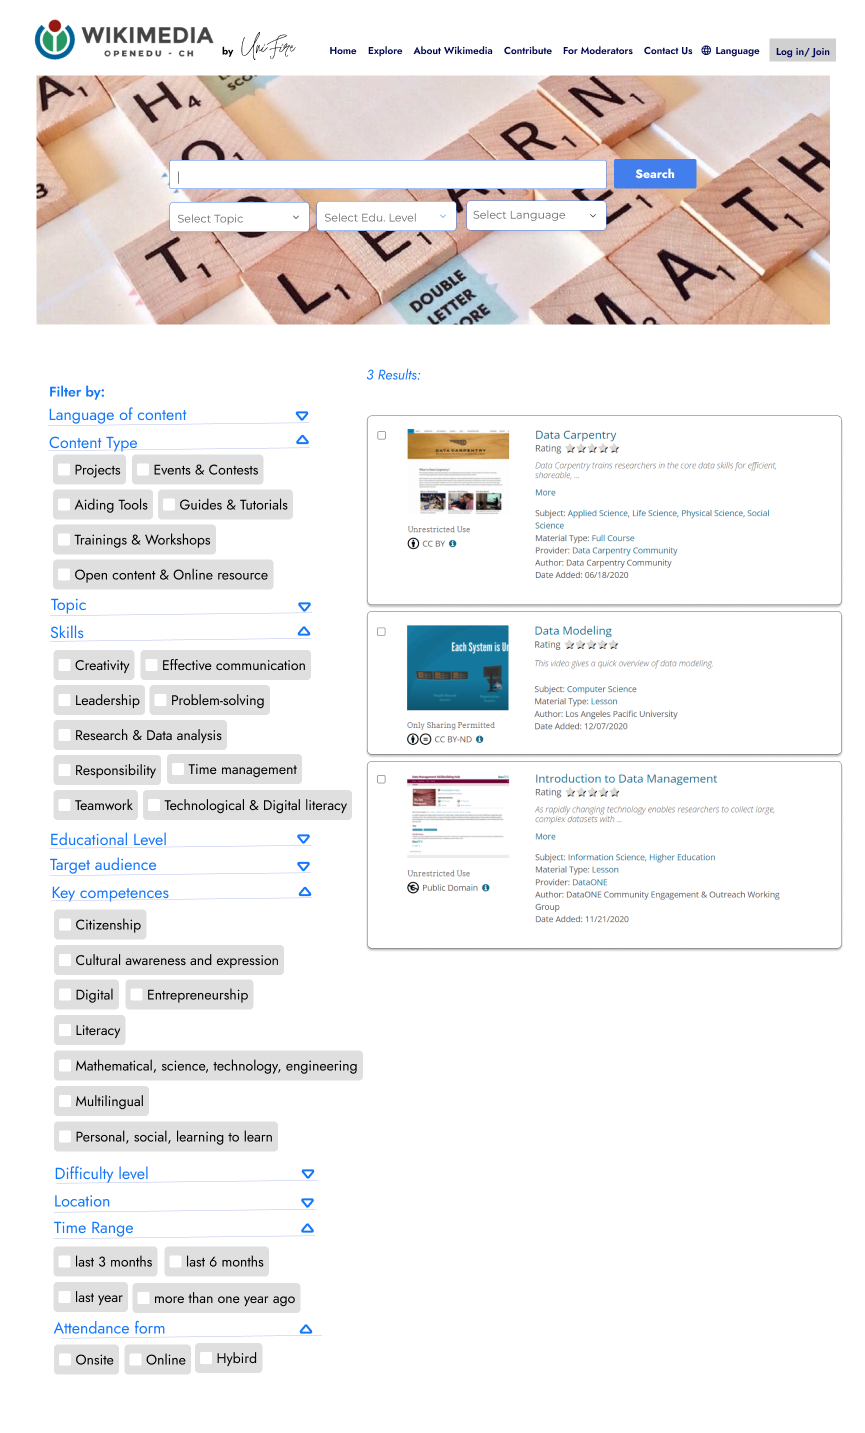 WIKIMEDIA
OPENEDU - CH
by UniFire
Home Explore About Wikimedia Contribute For Moderators Contact Us Language Log in/ Join
Search
Select Topic Select Edu. Level Select Language
DOUBLE
LETTER
3 Results:
Filter by:
Language of content
Content Type
Projects Events & Contests
Aiding Tools Guides & Tutorials
Trainings & Workshops
Open content & Online resource
Topic
Skills
Creativity Effective communication
Leadership Problem-solving
Research & Data analysis
Responsibility Time management
Teamwork Technological & Digital literacy
Educational Level
Target audience
Key competences
Citizenship
Cultural awareness and expression
Digital Entrepreneurship
Literacy
Mathematical, science, technology, engineering
Multilingual
Personal, social, learning to learn
Difficulty level
Location
Time Range
last 3 months last 6 months
last year more than one year ago
Attendance form
Onsite Online Hybird
DATA CARPENTRY
Unrestricted Use
CC BY
Data Carpentry
Rating
Data Carpentry trains researchers in the core data skills for efficient,
shareable, ...
More
Subject: Applied Science, Life Science, Physical Science, Social
Science
Material Type: Full Course
Provider: Data Carpentry Community
Author: Data Carpentry Community
Date Added: 06/18/2020
Each System is Un
Only Sharing Permitted
CC BY-ND
Data Modeling
Rating
This video gives a quick overview of data modeling.
Subject: Computer Science
Material Type: Lesson
Author: Los Angeles Pacific University
Date Added: 12/07/2020
Unrestricted Use
Public Domain
Introduction to Data Management
Rating
As rapidly changing technology enables researchers to collect large,
complex datasets with ...
More
Subject: Information Science, Higher Education
Material Type: Lesson
Provider: DataONE
Author: DataONE Community Engagement & Outreach Working
Group
Date Added: 11/21/2020